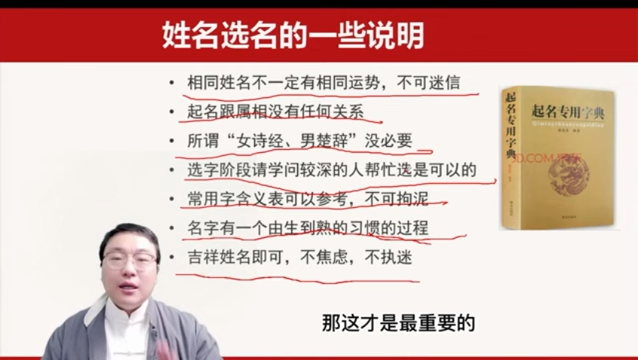 姓名选名的一些说明
• 相同姓名不一定有相同运势，不可迷信
• 起名跟属相没有任何关系
• 所谓“女诗经、男楚辞”没必要
• 选字阶段请学问较深的人帮忙选是可以的
• 常用字含义表可以参考，不可拘泥
• 名字有一个由生到熟的习惯的过程
• 吉祥姓名即可，不焦虑，不执迷
起名专用字典
起名专用字典
那这才是最重要的